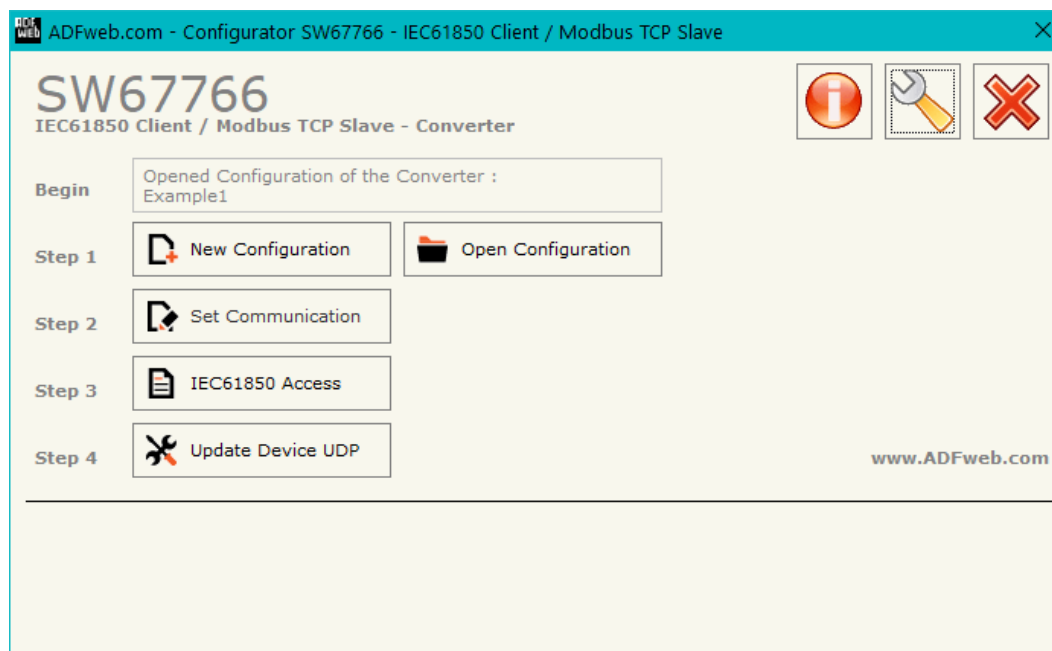 ADF
WEB
ADFweb.com - Configurator SW67766 - IEC61850 Client / Modbus TCP Slave
SW67766
IEC61850 Client / Modbus TCP Slave - Converter
Begin
Opened Configuration of the Converter :
Example1
Step 1
New Configuration
Open Configuration
Step 2
Set Communication
Step 3
IEC61850 Access
Step 4
Update Device UDP
www.ADFweb.com